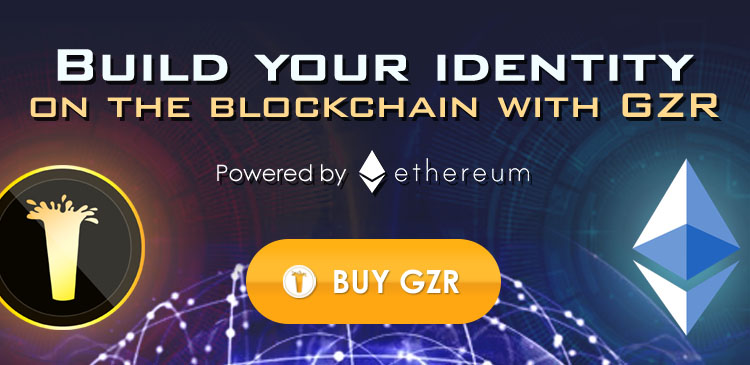 BUILD YOUR IDENTITY
ON THE BLOCKCHAIN WITH GZR
Powered by ethereum
BUY GZR